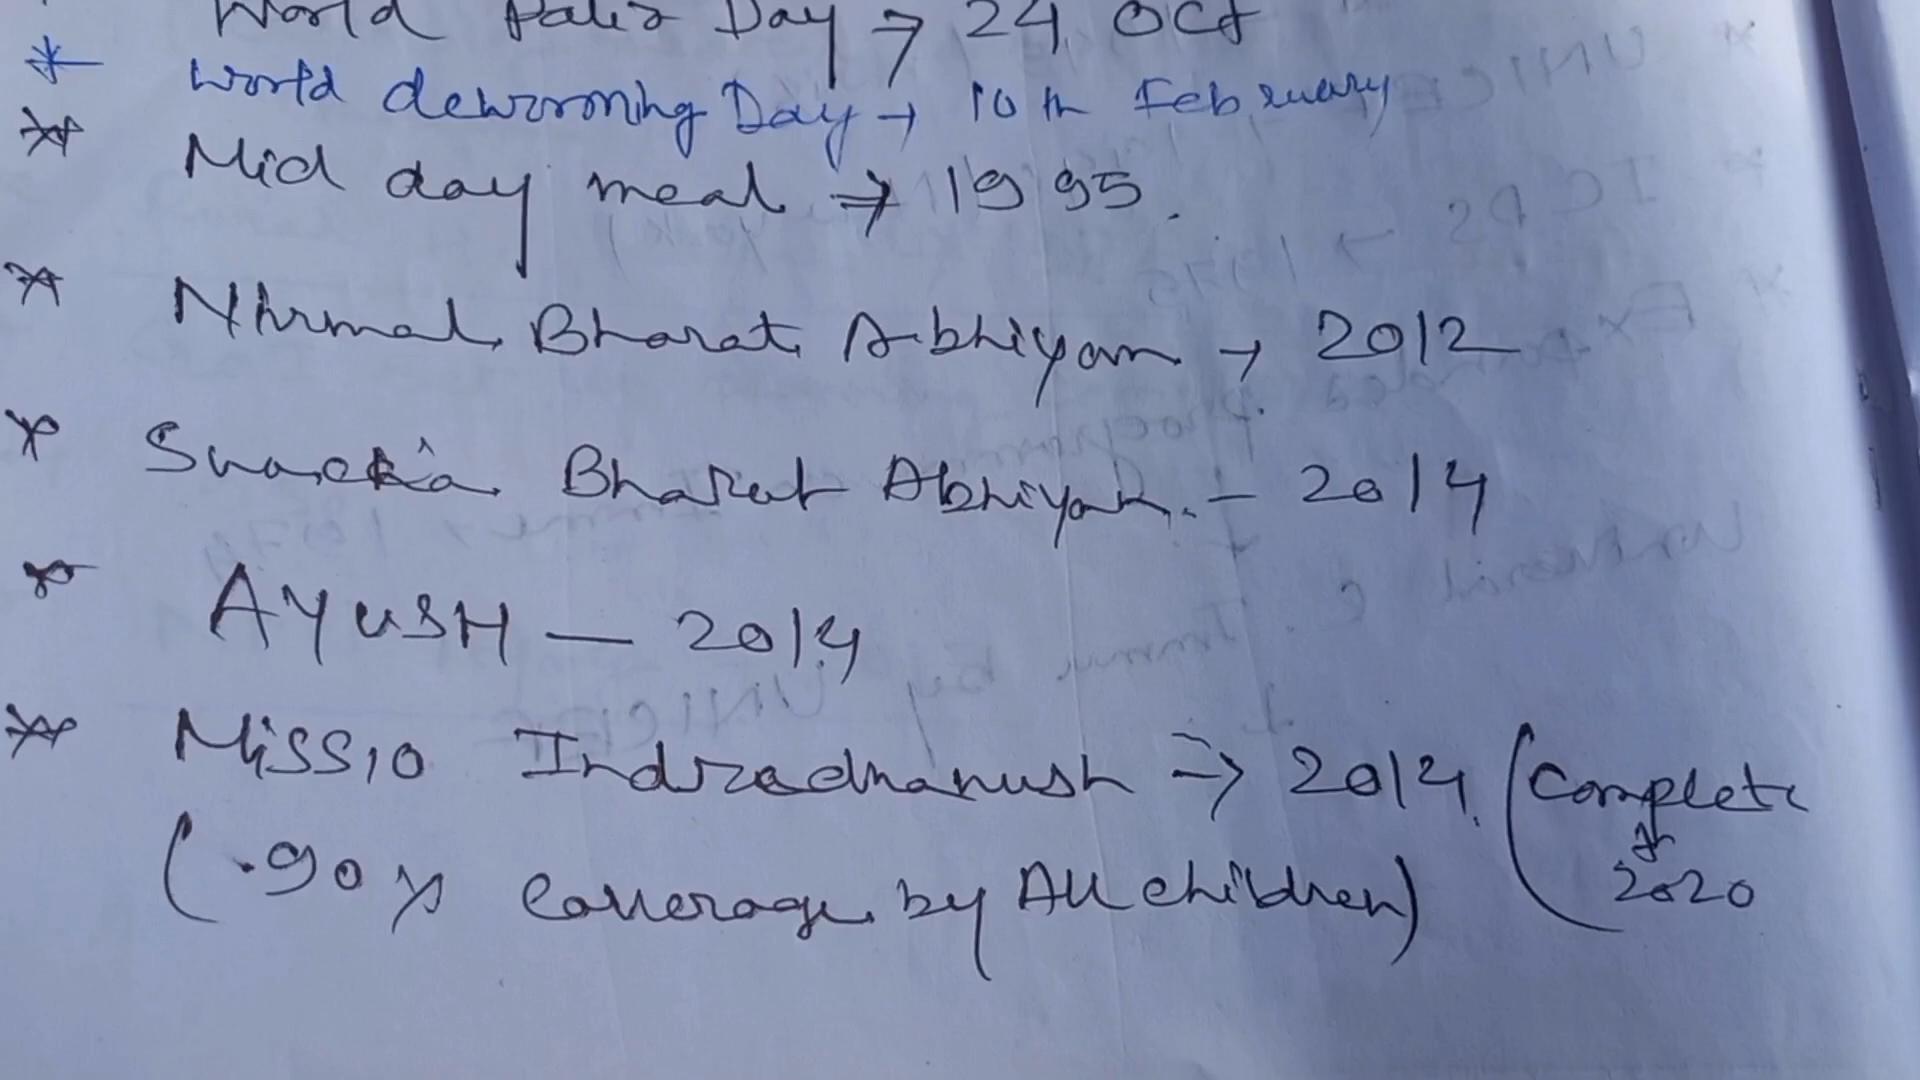 World Polio Day → 24 Oct
* World deworming Day → 10th February
* Mid day meal → 1995.
* Nirmal Bharat Abhiyan → 2012
* Bharat Abhiyan. - 2014
* AYUSH - 2014
* Missio Indradhanush => 2014 (Complete in 2020
(.90% Coverage by All children)